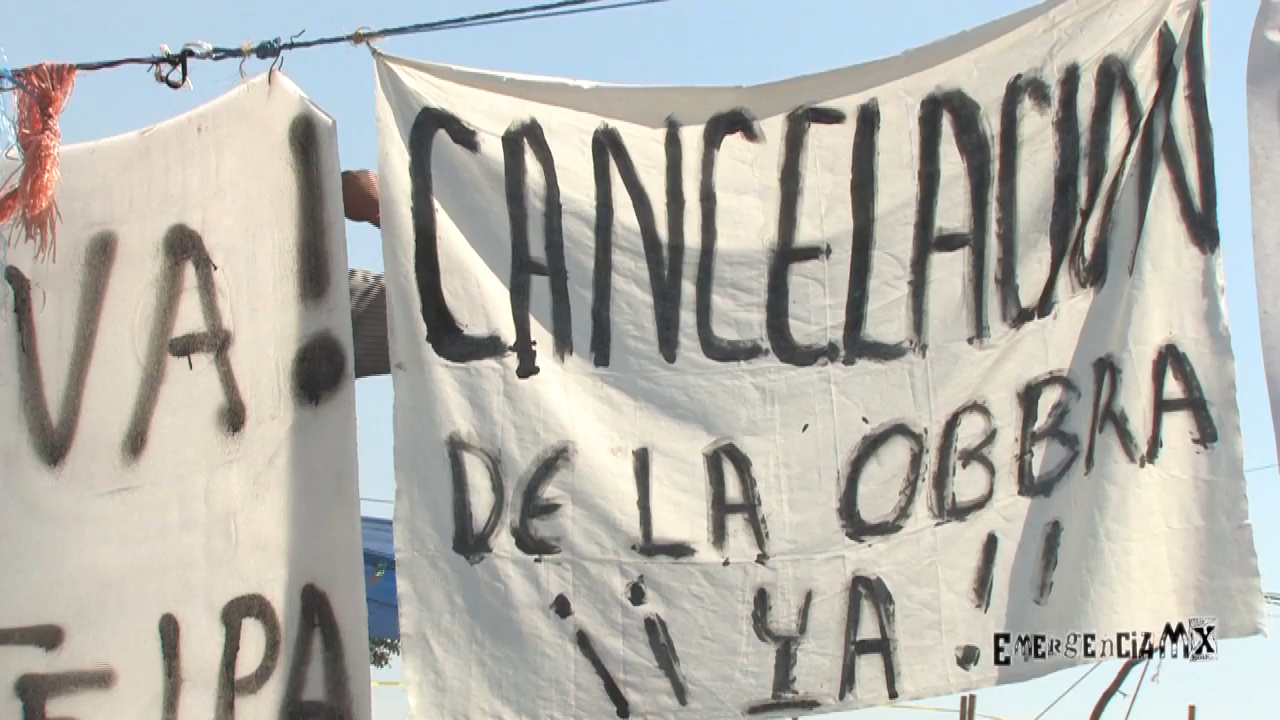 VA!
CANCELACION
DE LA OBBRA
¡¡YA!!
EMERGENCIAMX